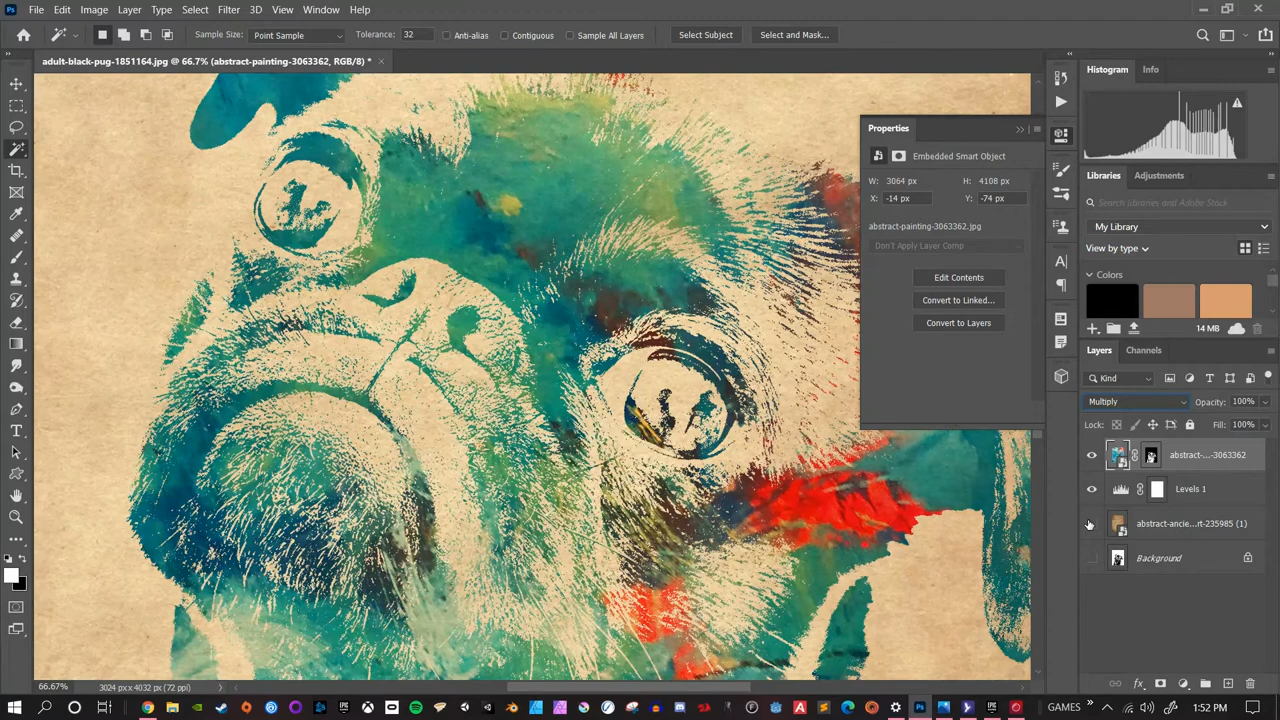 Ps File Edit Image Layer Type Select Filter 3D View Window Help
Sample Size: Point Sample Tolerance: 32 Anti-alias Contiguous Sample All Layers Select Subject Select and Mask...
adult-black-pug-1851164.jpg @ 66.7% (abstract-painting-3063362, RGB/8) *
Histogram Info
Properties
Embedded Smart Object
W: 3064 px H: 4108 px
X: -14 px Y: -74 px
abstract-painting-3063362.jpg
Don't Apply Layer Comp
Edit Contents
Convert to Linked...
Convert to Layers
Libraries Adjustments
Search Libraries and Adobe Stock
My Library
View by type
Colors
14 MB
Layers Channels
Kind
Multiply Opacity: 100%
Lock: Fill: 100%
abstract-...-3063362
Levels 1
abstract-ancie...rt-235985 (1)
Background
66.67% 3024 px x 4032 px (72 ppi)
GAMES 1:52 PM